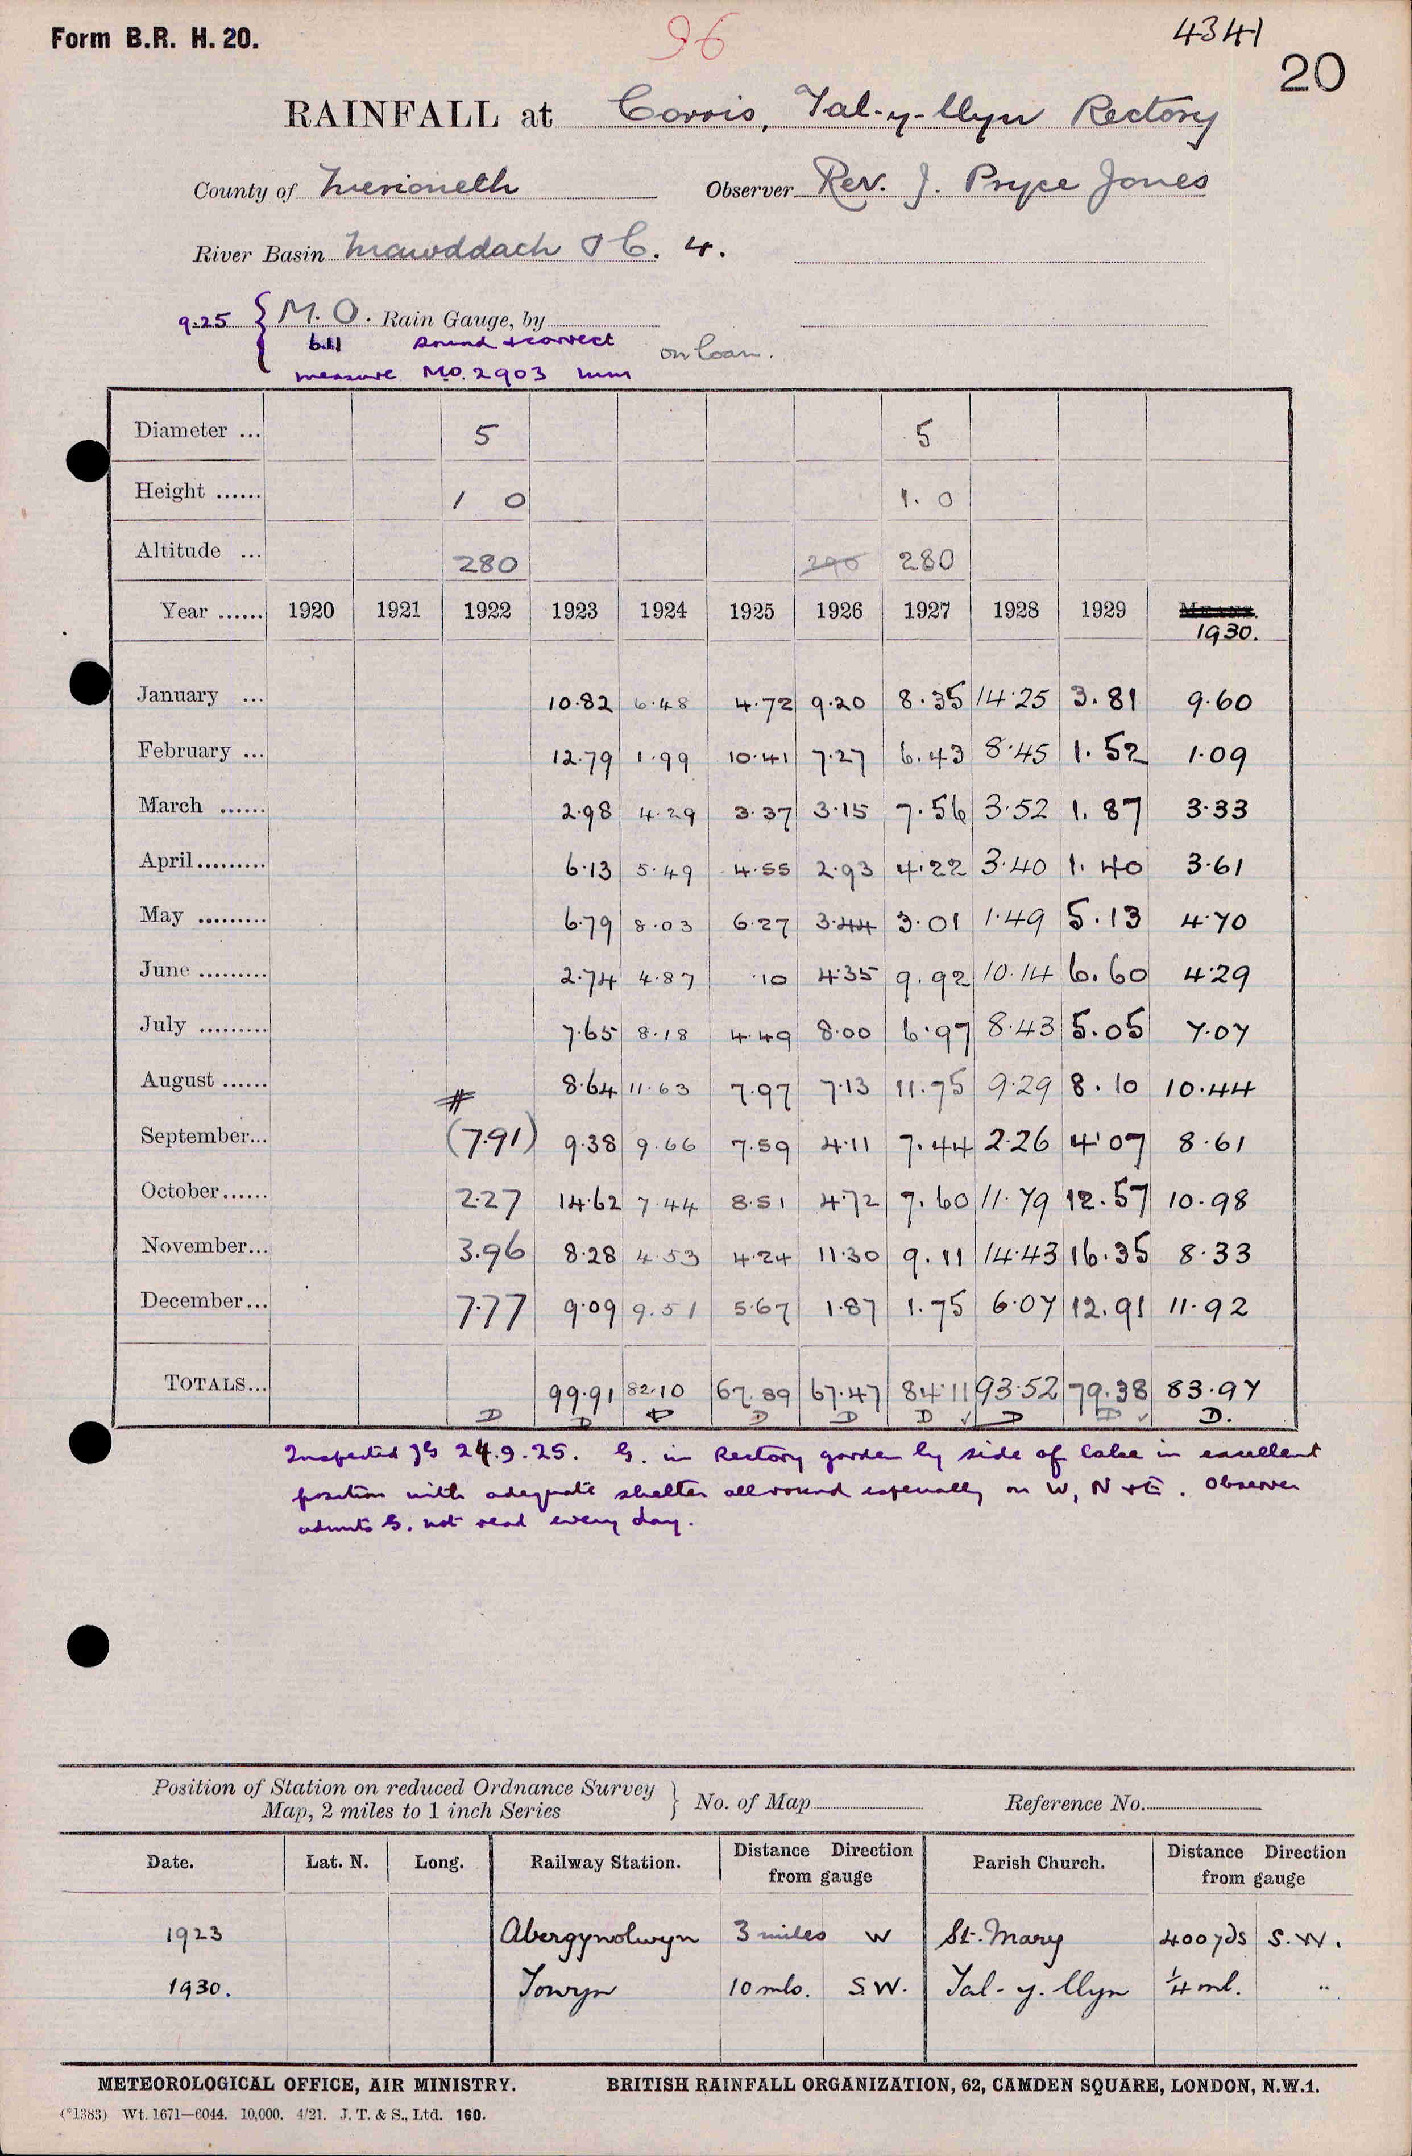 Form B.R. H. 20.
96
4341
20
RAINFALL at Corris, Tal-y-llyn Rectory
County of Merioneth Observer Rev. J. Pryce Jones
River Basin Mawddach &C. 4.
9.25 { M.O. Rain Gauge, by
611 sound & correct on loan.
measure M.O. 2903 mm
Diameter ... 5 5
Height ...... 1 0 1. 0
Altitude ... 280 290 280
Year ...... 1920 1921 1922 1923 1924 1925 1926 1927 1928 1929 1930.
January ... 10.82 6.48 4.72 9.20 8.35 14.25 3.81 9.60
February ... 12.79 1.99 10.41 7.27 6.43 8.45 1.52 1.09
March ...... 2.98 4.29 3.37 3.15 7.56 3.52 1.87 3.33
April......... 6.13 5.49 4.55 2.93 4.22 3.40 1.40 3.61
May ......... 6.79 8.03 6.27 3.44 3.01 1.49 5.13 4.70
June ......... 2.74 4.87 .10 4.35 9.92 10.14 6.60 4.29
July ......... 7.65 8.18 4.49 8.00 6.97 8.43 5.05 7.07
August ...... # 8.64 11.63 7.97 7.13 11.75 9.29 8.10 10.44
September... (7.91) 9.38 9.66 7.59 4.11 7.44 2.26 4.07 8.61
October...... 2.27 14.62 7.44 8.51 4.72 7.60 11.79 12.57 10.98
November... 3.96 8.28 4.53 4.24 11.30 9.11 14.43 16.35 8.33
December... 7.77 9.09 9.51 5.67 1.87 1.75 6.07 12.91 11.92
TOTALS... 99.91 82.10 67.89 67.47 84.11 93.52 79.38 83.97
D D D D D D ✓ D D ✓ D.
Inspected JG 24.9.25. G. in Rectory garden by side of lake in excellent
position with adequate shelter all round especially on W, N & E. Observer
admits G. not read every day.
Position of Station on reduced Ordnance Survey
Map, 2 miles to 1 inch Series } No. of Map Reference No.
Date. Lat. N. Long. Railway Station. Distance Direction from gauge Parish Church. Distance Direction from gauge
1923 Abergynolwyn 3 miles W St. Mary 400 yds S.W.
1930. Towyn 10 mls. S.W. Tal-y-llyn ¼ ml. "
METEOROLOGICAL OFFICE, AIR MINISTRY. BRITISH RAINFALL ORGANIZATION, 62, CAMDEN SQUARE, LONDON, N.W.1.
(*1383) Wt. 1671—6044. 10,000. 4/21. J. T. & S., Ltd. 160.